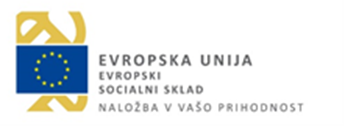 EVROPSKA UNIJA
EVROPSKI
SOCIALNI SKLAD
NALOŽBA V VAŠO PRIHODNOST